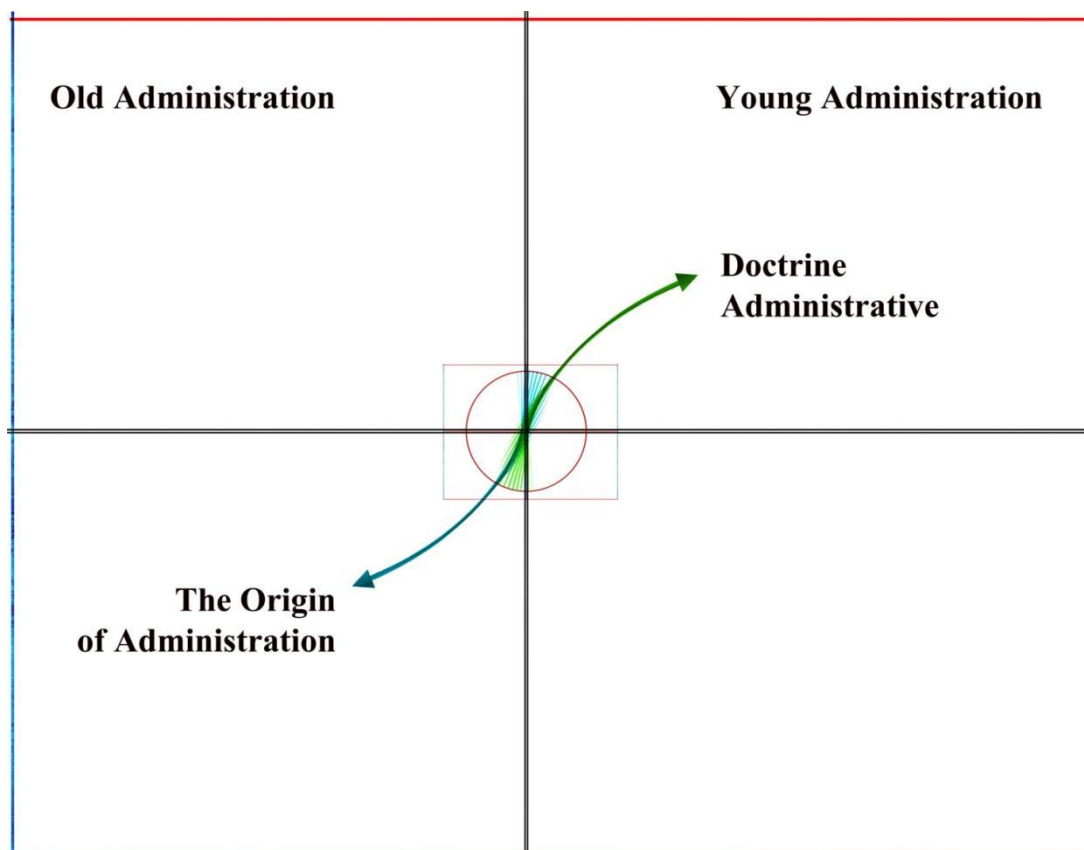 Old Administration
Young Administration
Doctrine
Administrative
The Origin
of Administration